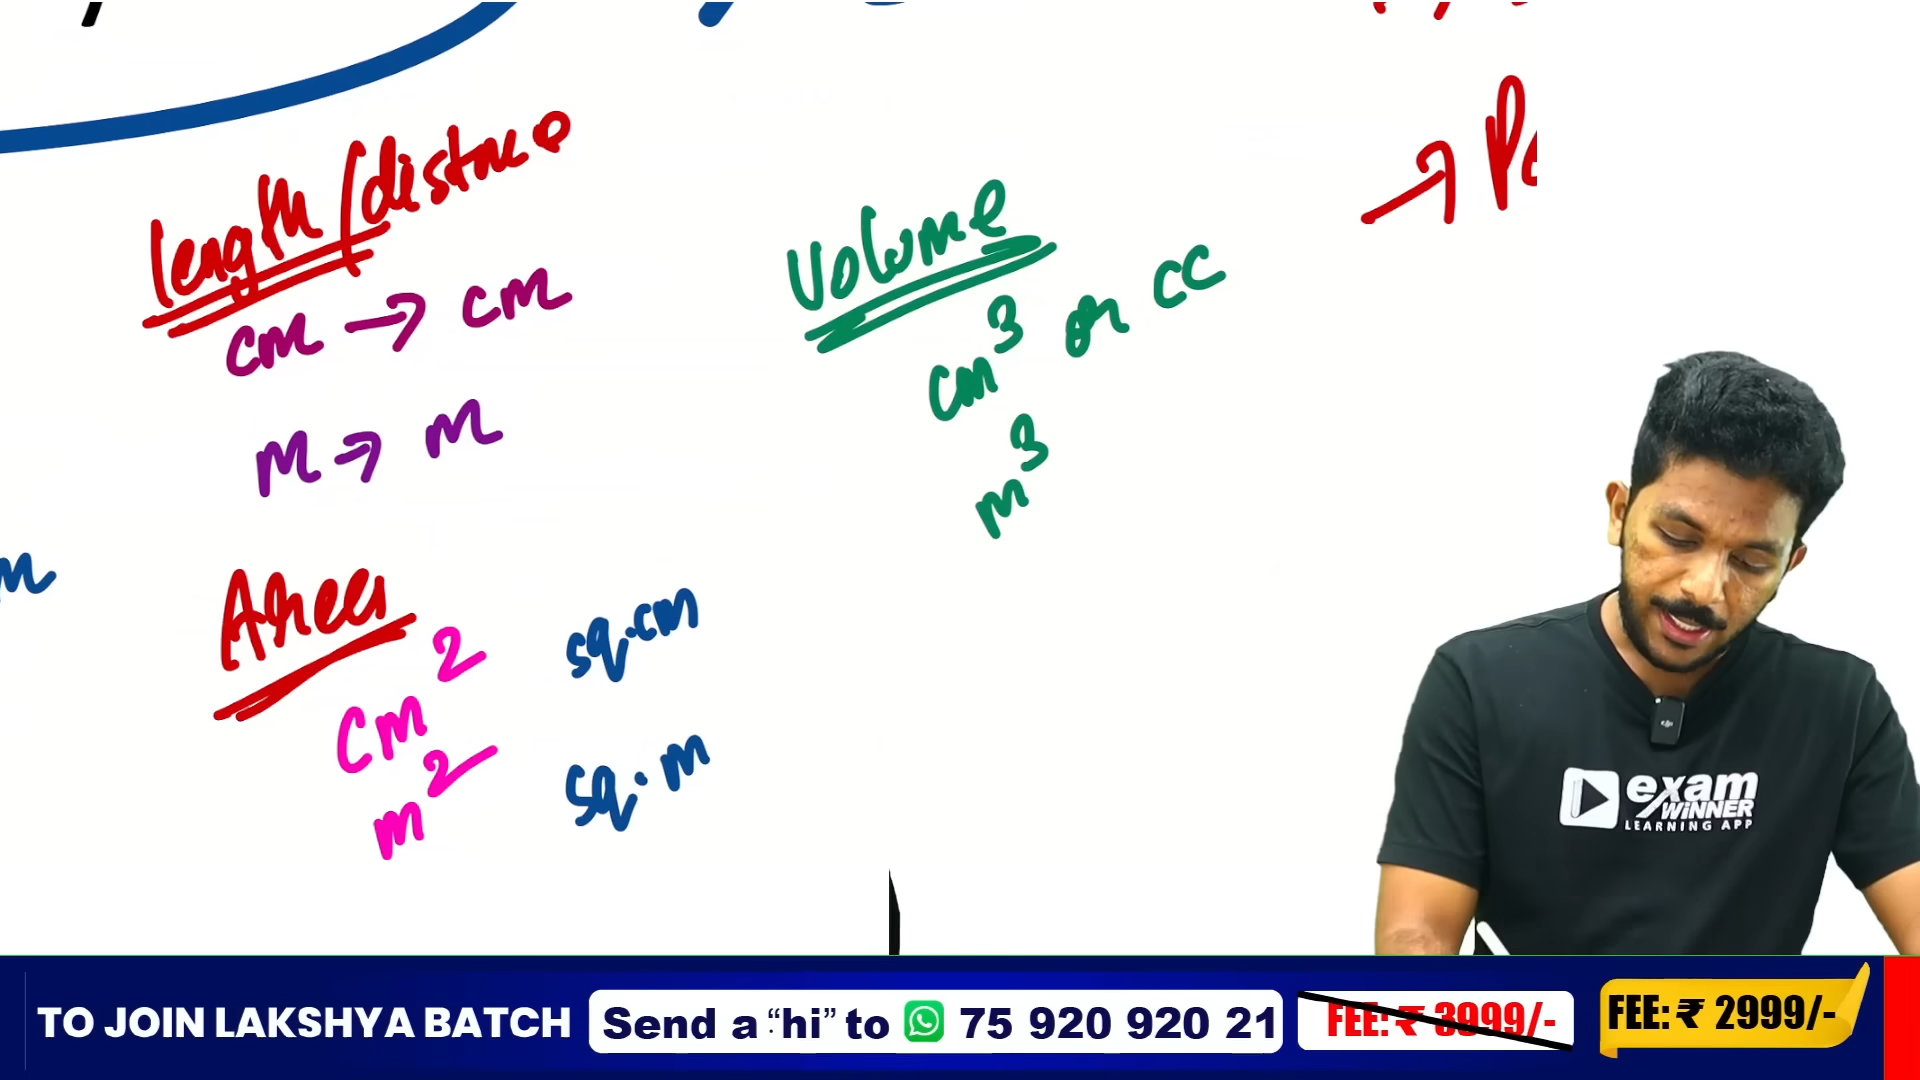 length/distance
cm → cm
m → m
Area
cm² sq.cm
m² sq.m
Volume
cm³ or cc
m³
→
m
exam
WINNER
LEARNING APP
TO JOIN LAKSHYA BATCH
Send a “hi” to 75 920 920 21
FEE: ₹ 3999/-
FEE: ₹ 2999/-